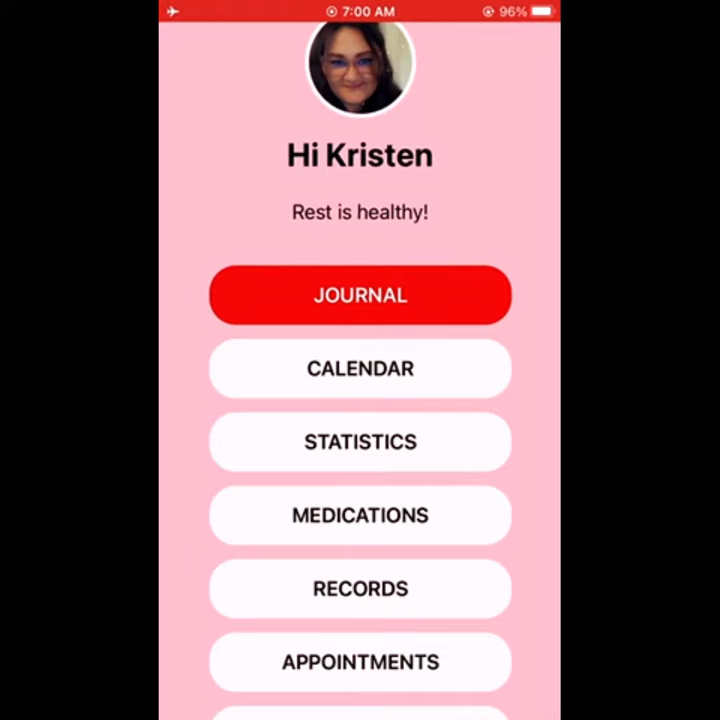 7:00 AM 96%
Hi Kristen
Rest is healthy!
JOURNAL
CALENDAR
STATISTICS
MEDICATIONS
RECORDS
APPOINTMENTS